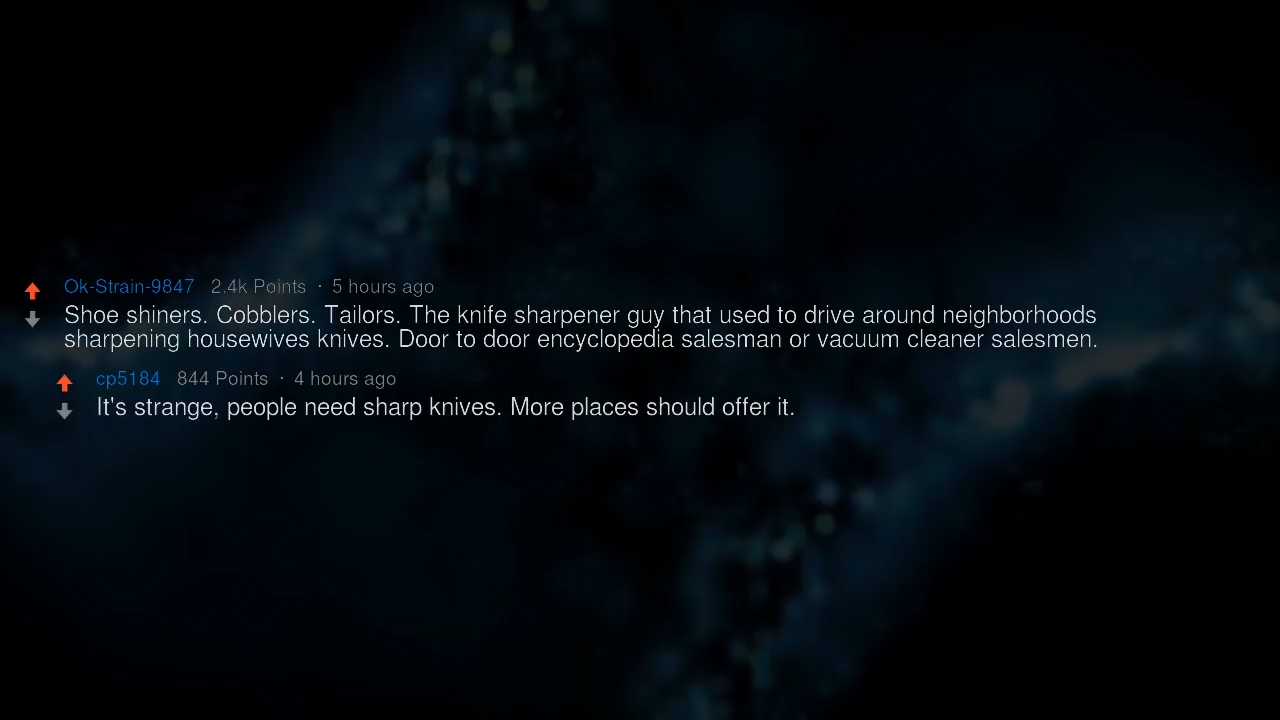 Ok-Strain-9847 2.4k Points · 5 hours ago
Shoe shiners. Cobblers. Tailors. The knife sharpener guy that used to drive around neighborhoods
sharpening housewives knives. Door to door encyclopedia salesman or vacuum cleaner salesmen.
cp5184 844 Points · 4 hours ago
It's strange, people need sharp knives. More places should offer it.